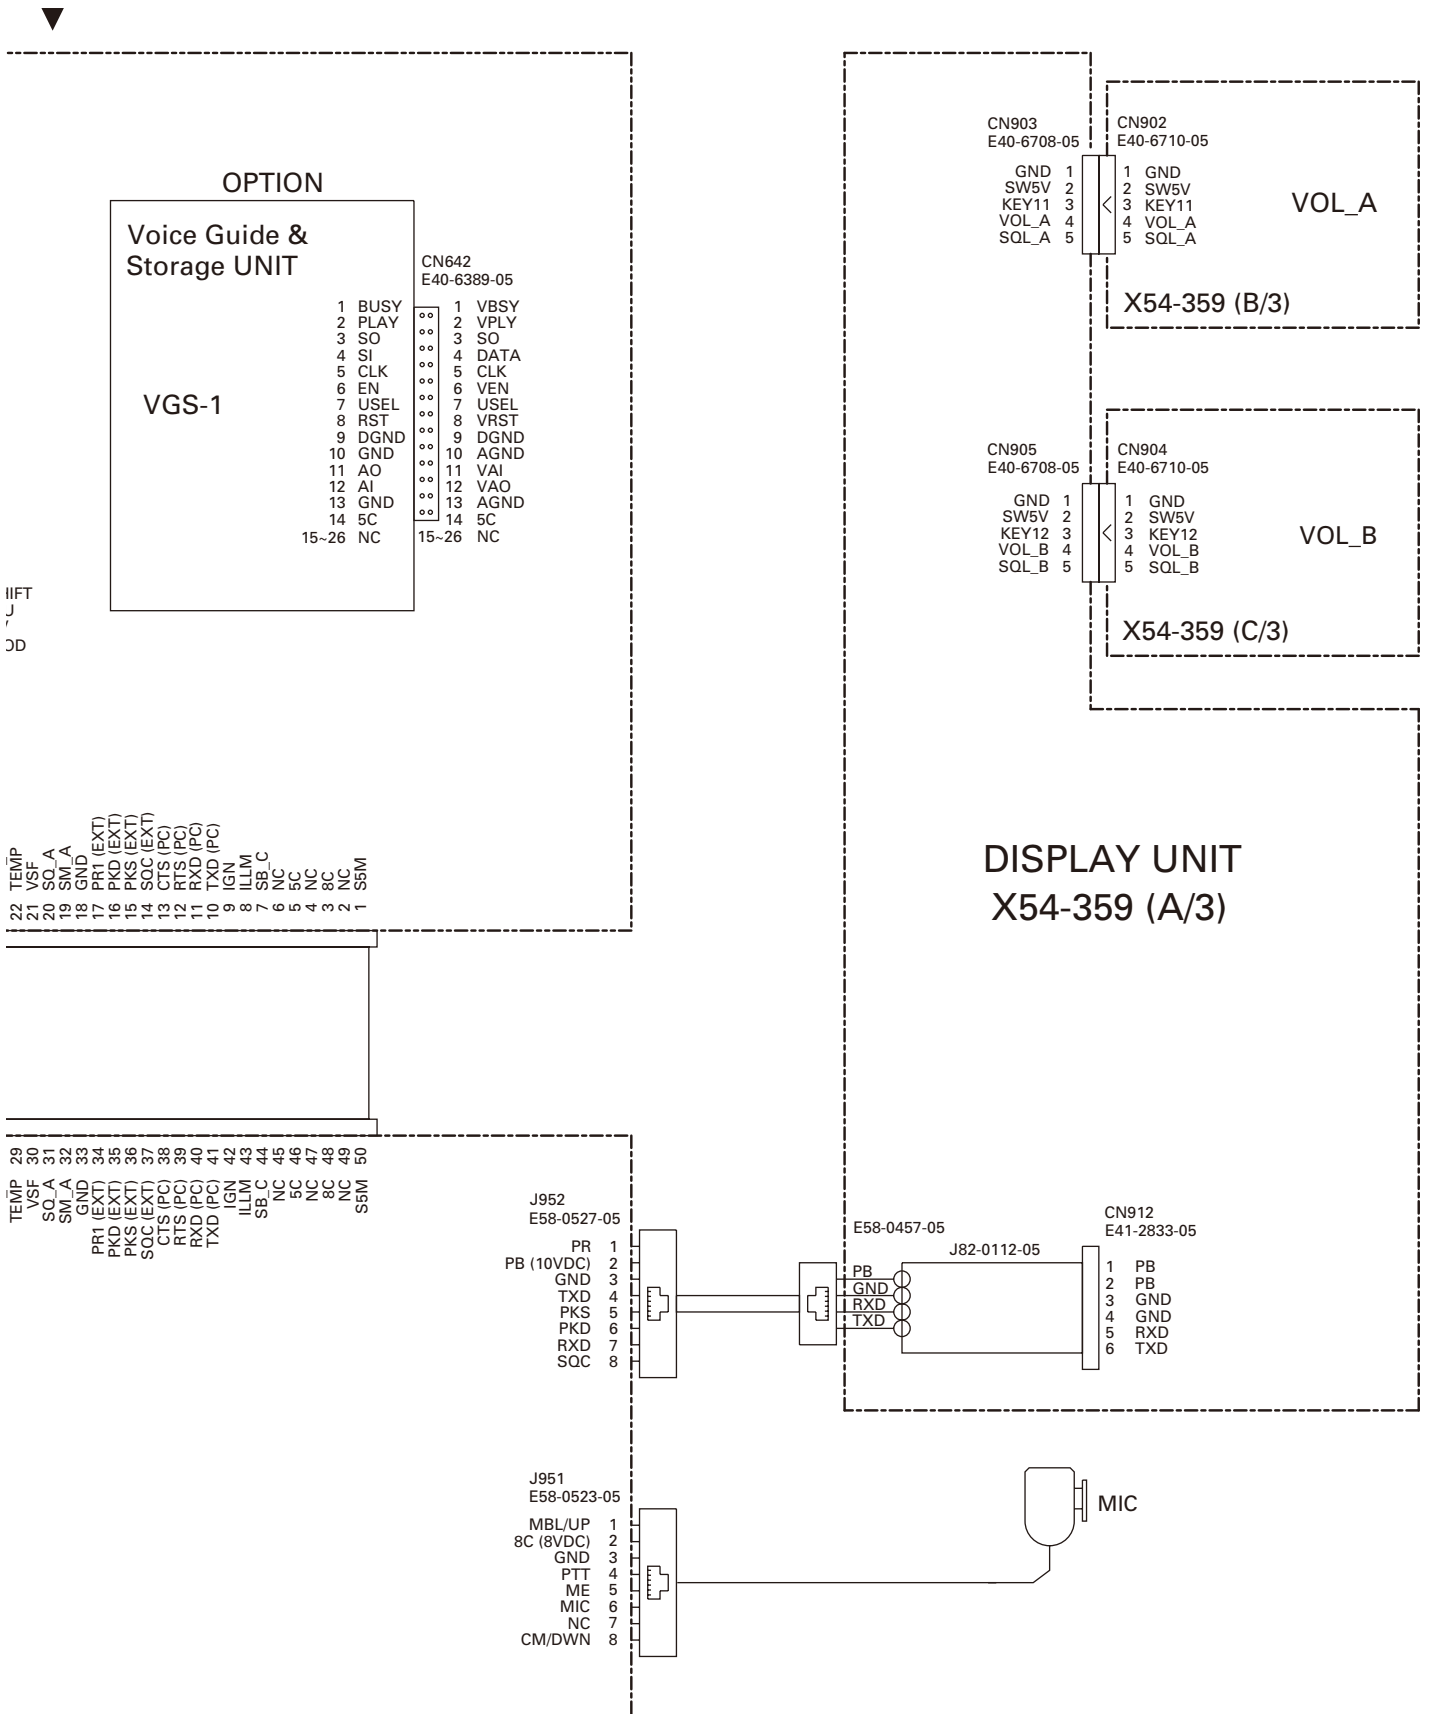 OPTION
Voice Guide &
Storage UNIT
VGS-1
CN642
E40-6389-05
1 BUSY 1 VBSY
2 PLAY 2 VPLY
3 SO 3 SO
4 SI 4 DATA
5 CLK 5 CLK
6 EN 6 VEN
7 USEL 7 USEL
8 RST 8 VRST
9 DGND 9 DGND
10 GND 10 AGND
11 AO 11 VAI
12 AI 12 VAO
13 GND 13 AGND
14 5C 14 5C
15~26 NC 15~26 NC
CN903
E40-6708-05
CN902
E40-6710-05
GND 1 1 GND
SW5V 2 2 SW5V
KEY11 3 3 KEY11
VOL_A 4 4 VOL_A
SQL_A 5 5 SQL_A
VOL_A
X54-359 (B/3)
CN905
E40-6708-05
CN904
E40-6710-05
GND 1 1 GND
SW5V 2 2 SW5V
KEY12 3 3 KEY12
VOL_B 4 4 VOL_B
SQL_B 5 5 SQL_B
VOL_B
X54-359 (C/3)
DISPLAY UNIT
X54-359 (A/3)
22 TEMP
21 VSF
20 SQ_A
19 SM_A
18 GND
17 PR1 (EXT)
16 PKD (EXT)
15 PKS (EXT)
14 SQC (EXT)
13 CTS (PC)
12 RTS (PC)
11 RXD (PC)
10 TXD (PC)
9 IGN
8 ILLM
7 SB_C
6 NC
5 5C
4 NC
3 8C
2 NC
1 S5M
TEMP 29
VSF 30
SQ_A 31
SM_A 32
GND 33
PR1 (EXT) 34
PKD (EXT) 35
PKS (EXT) 36
SQC (EXT) 37
CTS (PC) 38
RTS (PC) 39
RXD (PC) 40
TXD (PC) 41
IGN 42
ILLM 43
SB_C 44
NC 45
5C 46
NC 47
8C 48
NC 49
S5M 50
J952
E58-0527-05
PR 1
PB (10VDC) 2
GND 3
TXD 4
PKS 5
PKD 6
RXD 7
SQC 8
E58-0457-05
J82-0112-05
PB
GND
RXD
TXD
CN912
E41-2833-05
1 PB
2 PB
3 GND
4 GND
5 RXD
6 TXD
J951
E58-0523-05
MBL/UP 1
8C (8VDC) 2
GND 3
PTT 4
ME 5
MIC 6
NC 7
CM/DWN 8
MIC